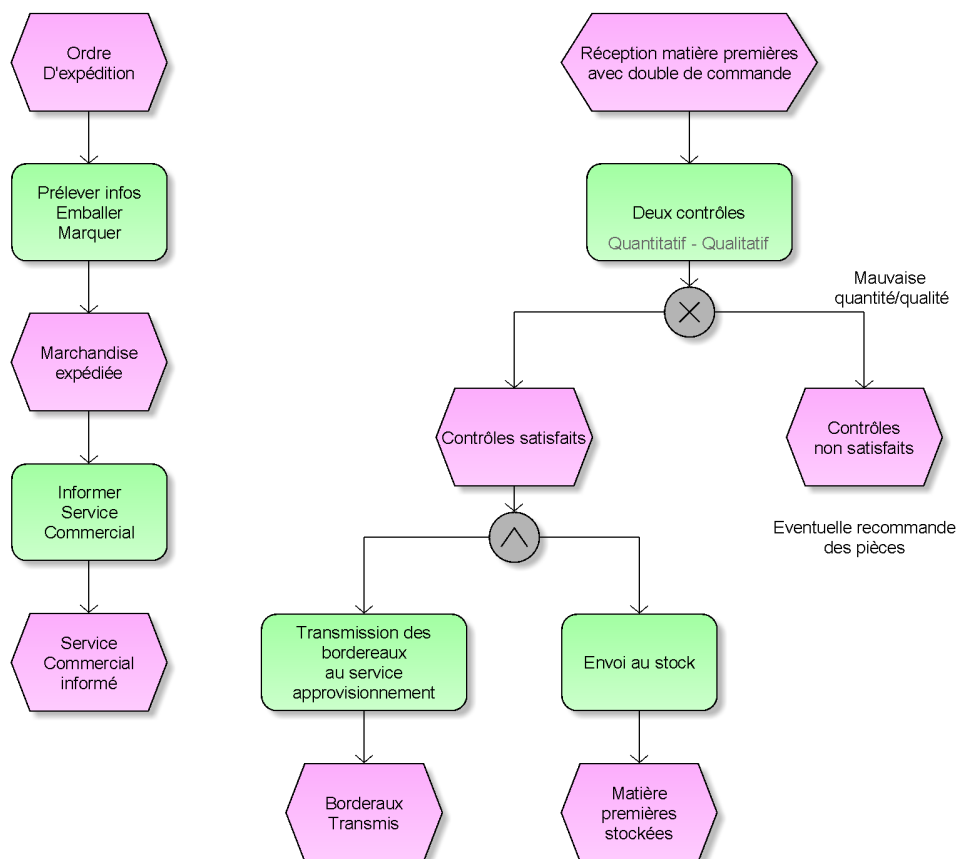 Ordre
D'expédition
Prélever infos
Emballer
Marquer
Marchandise
expédiée
Informer
Service
Commercial
Service
Commercial
informé
Réception matière premières
avec double de commande
Deux contrôles
Quantitatif - Qualitatif
Mauvaise
quantité/qualité
Contrôles satisfaits
Contrôles
non satisfaits
Eventuelle recommande
des pièces
Transmission des
bordereaux
au service
approvisionnement
Envoi au stock
Borderaux
Transmis
Matière
premières
stockées